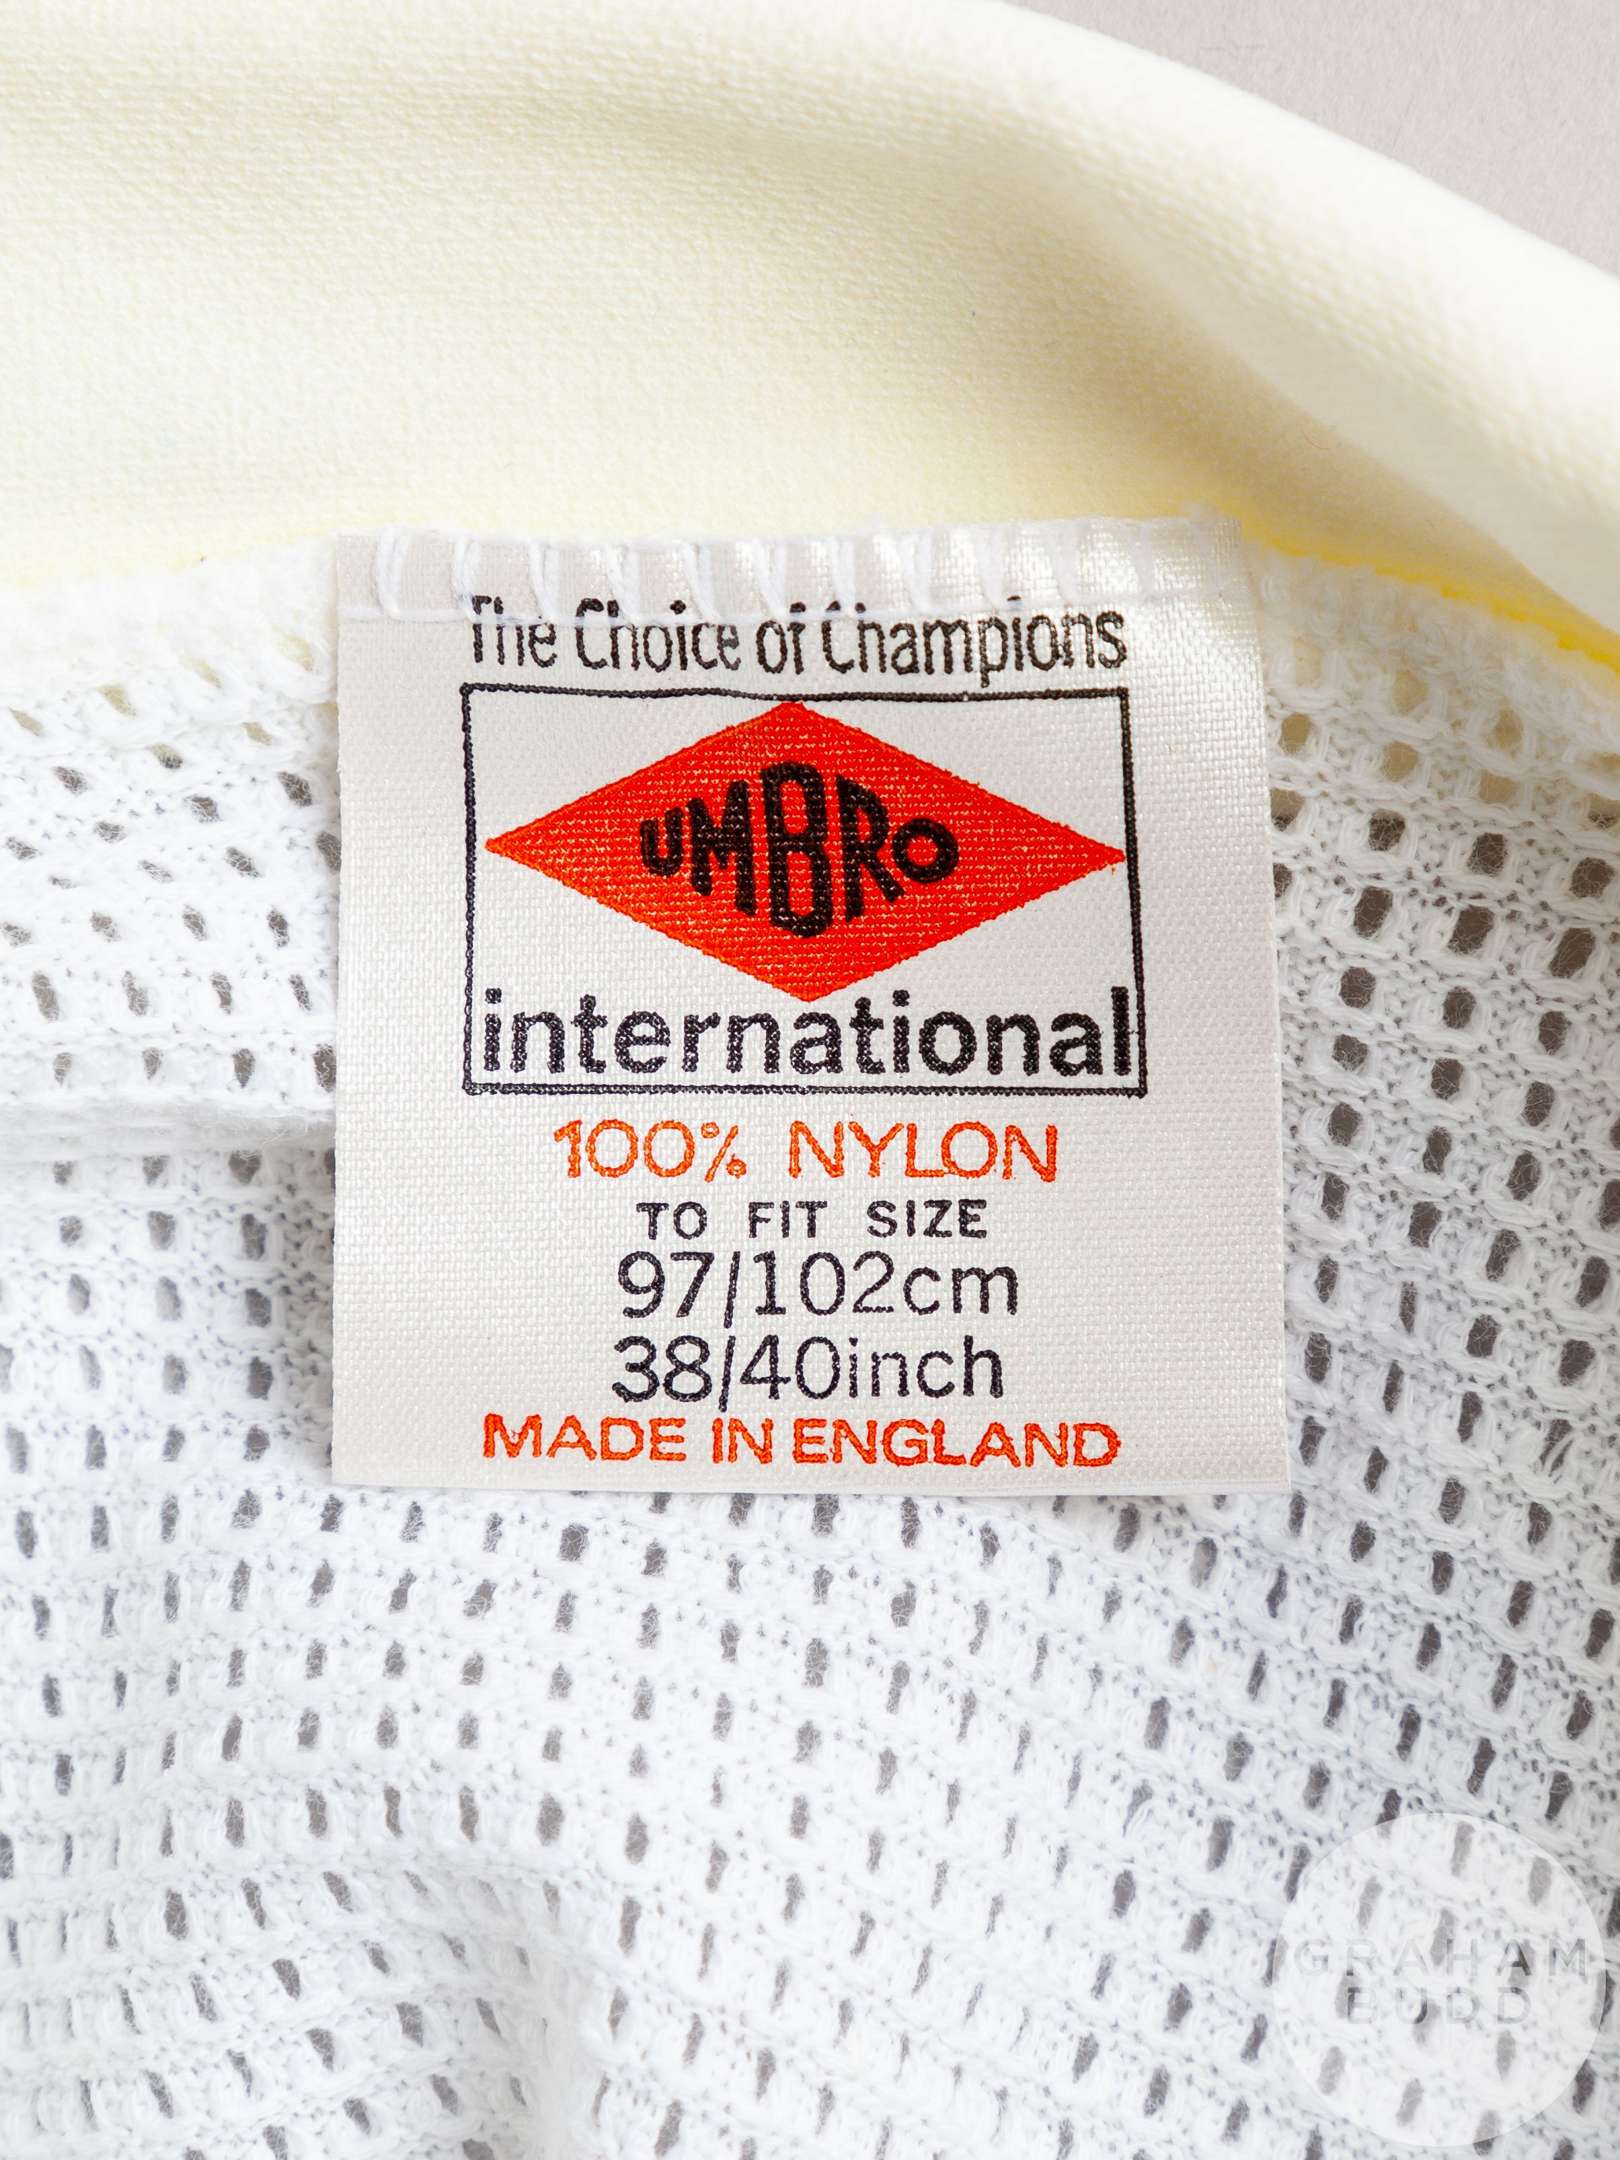 The Choice of Champions
UMBRO
international
100% NYLON
TO FIT SIZE
97/102cm
38/40inch
MADE IN ENGLAND
GRAHAM
BUDD